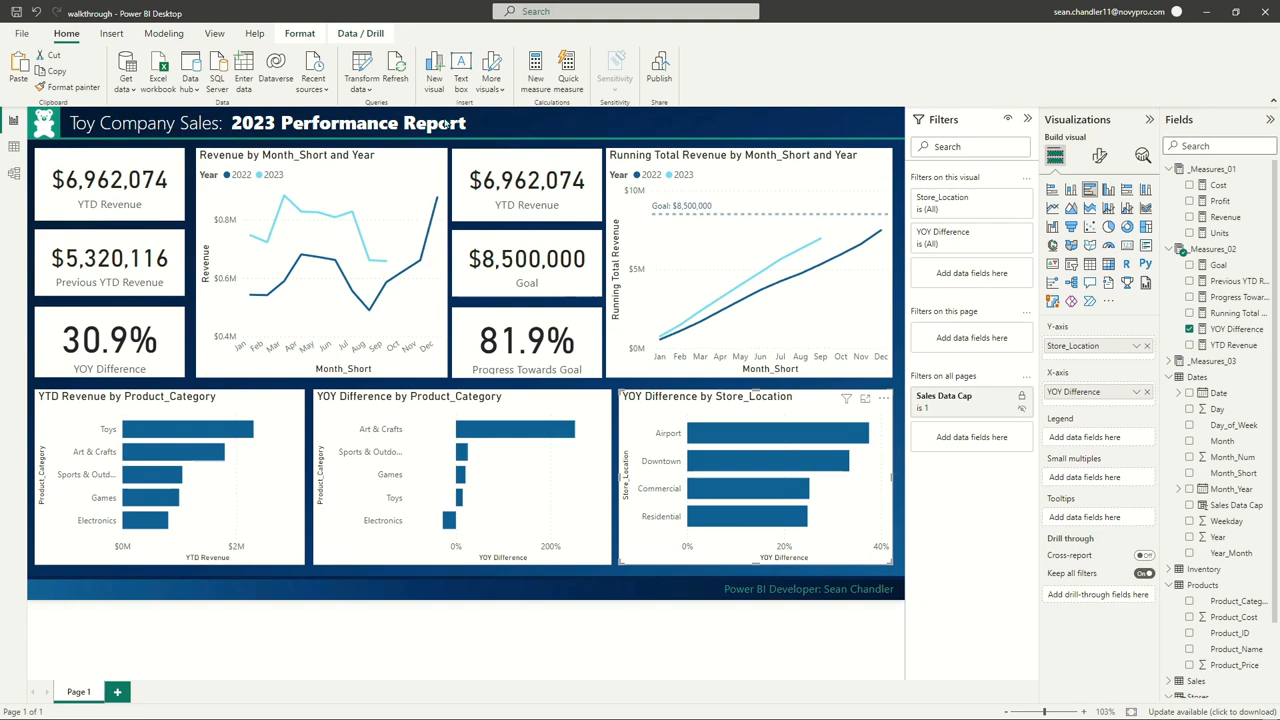 walkthrough - Power BI Desktop
Search
sean.chandler11@novypro.com
File
Home
Insert
Modeling
View
Help
Format
Data / Drill
Paste
Cut
Copy
Format painter
Clipboard
Get data
Excel workbook
Data hub
SQL Server
Enter data
Dataverse
Recent sources
Data
Transform data
Refresh
Queries
New visual
Text box
More visuals
Insert
New measure
Quick measure
Calculations
Sensitivity
Sensitivity
Publish
Share
Toy Company Sales: 2023 Performance Report
$6,962,074
YTD Revenue
$5,320,116
Previous YTD Revenue
30.9%
YOY Difference
Revenue by Month_Short and Year
Year 2022 2023
$0.8M
$0.6M
$0.4M
Revenue
Jan Feb Mar Apr May Jun Jul Aug Sep Oct Nov Dec
Month_Short
$6,962,074
YTD Revenue
$8,500,000
Goal
81.9%
Progress Towards Goal
Running Total Revenue by Month_Short and Year
Year 2022 2023
$10M
Goal: $8,500,000
$5M
$0M
Running Total Revenue
Jan Feb Mar Apr May Jun Jul Aug Sep Oct Nov Dec
Month_Short
YTD Revenue by Product_Category
Product_Category
Toys
Art & Crafts
Sports & Outd...
Games
Electronics
$0M $2M
YTD Revenue
YOY Difference by Product_Category
Product_Category
Art & Crafts
Sports & Outdo...
Games
Toys
Electronics
0% 200%
YOY Difference
YOY Difference by Store_Location
Store_Location
Airport
Downtown
Commercial
Residential
0% 20% 40%
YOY Difference
Power BI Developer: Sean Chandler
Filters
Search
Filters on this visual
Store_Location
is (All)
YOY Difference
is (All)
Add data fields here
Filters on this page
Add data fields here
Filters on all pages
Sales Data Cap
is 1
Add data fields here
Visualizations
Build visual
R
Py
Y-axis
Store_Location
X-axis
YOY Difference
Legend
Add data fields here
Small multiples
Add data fields here
Tooltips
Add data fields here
Drill through
Cross-report
Off
Keep all filters
On
Add drill-through fields here
Fields
Search
_Measures_01
Cost
Profit
Revenue
Units
_Measures_02
Goal
Previous YTD R...
Progress Towar...
Running Total ...
YOY Difference
YTD Revenue
_Measures_03
Dates
Date
Day
Day_of_Week
Month
Month_Num
Month_Short
Month_Year
Sales Data Cap
Weekday
Year
Year_Month
Inventory
Products
Product_Categ...
Product_Cost
Product_ID
Product_Name
Product_Price
Sales
Stores
Page 1
Page 1 of 1
103%
Update available (click to download)